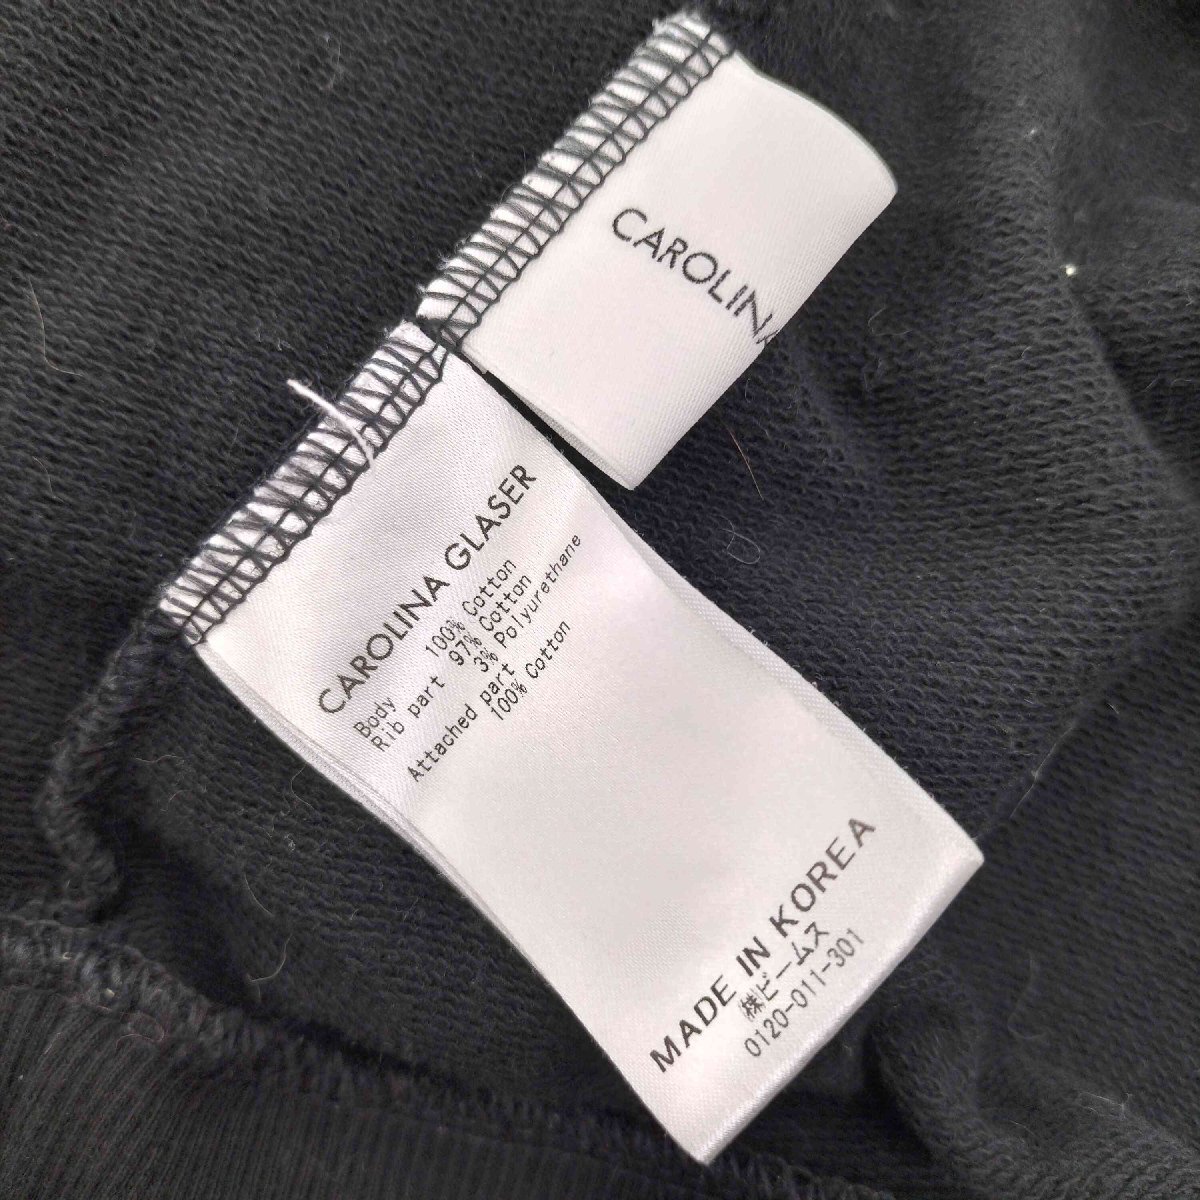 CAROLINA
CAROLINA GLASER
Body 100% Cotton
Rib part 97% Cotton
3% Polyurethane
Attached part
100% Cotton
MADE IN KOREA
㈱ビームス
0120-011-301